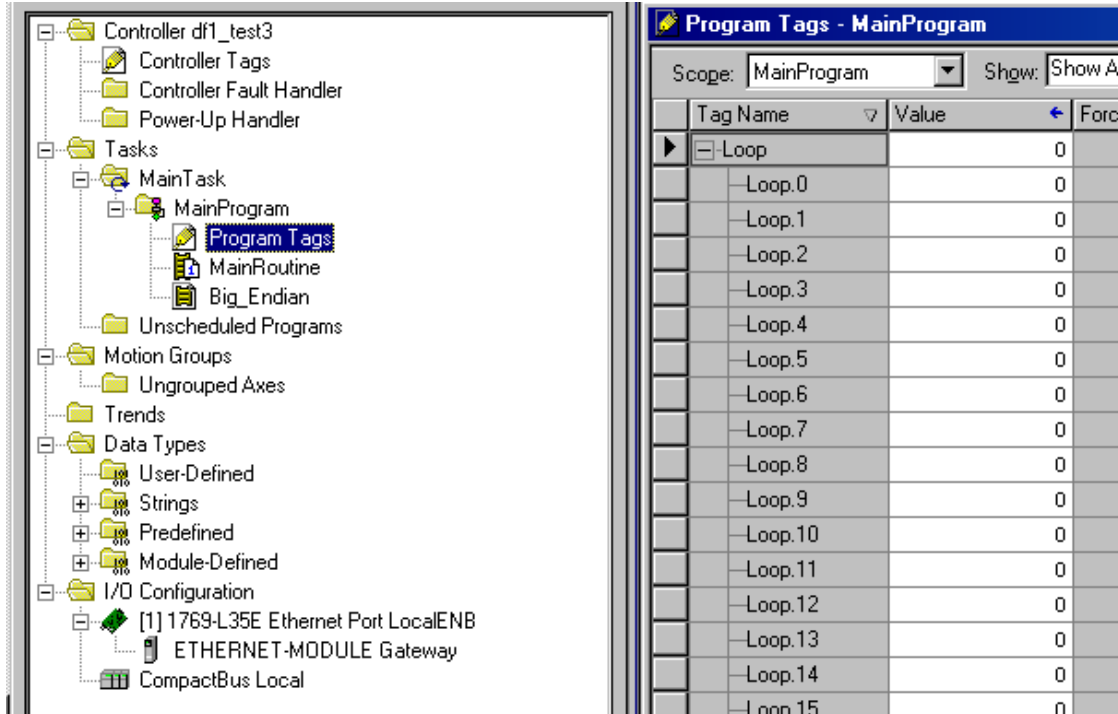 Controller df1_test3
Controller Tags
Controller Fault Handler
Power-Up Handler
Tasks
MainTask
MainProgram
Program Tags
MainRoutine
Big_Endian
Unscheduled Programs
Motion Groups
Ungrouped Axes
Trends
Data Types
User-Defined
Strings
Predefined
Module-Defined
I/O Configuration
[1] 1769-L35E Ethernet Port LocalENB
ETHERNET-MODULE Gateway
CompactBus Local
Program Tags - MainProgram
Scope: MainProgram Show: Show A
Tag Name Value Forc
Loop 0
Loop.0 0
Loop.1 0
Loop.2 0
Loop.3 0
Loop.4 0
Loop.5 0
Loop.6 0
Loop.7 0
Loop.8 0
Loop.9 0
Loop.10 0
Loop.11 0
Loop.12 0
Loop.13 0
Loop.14 0
Loop.15 0